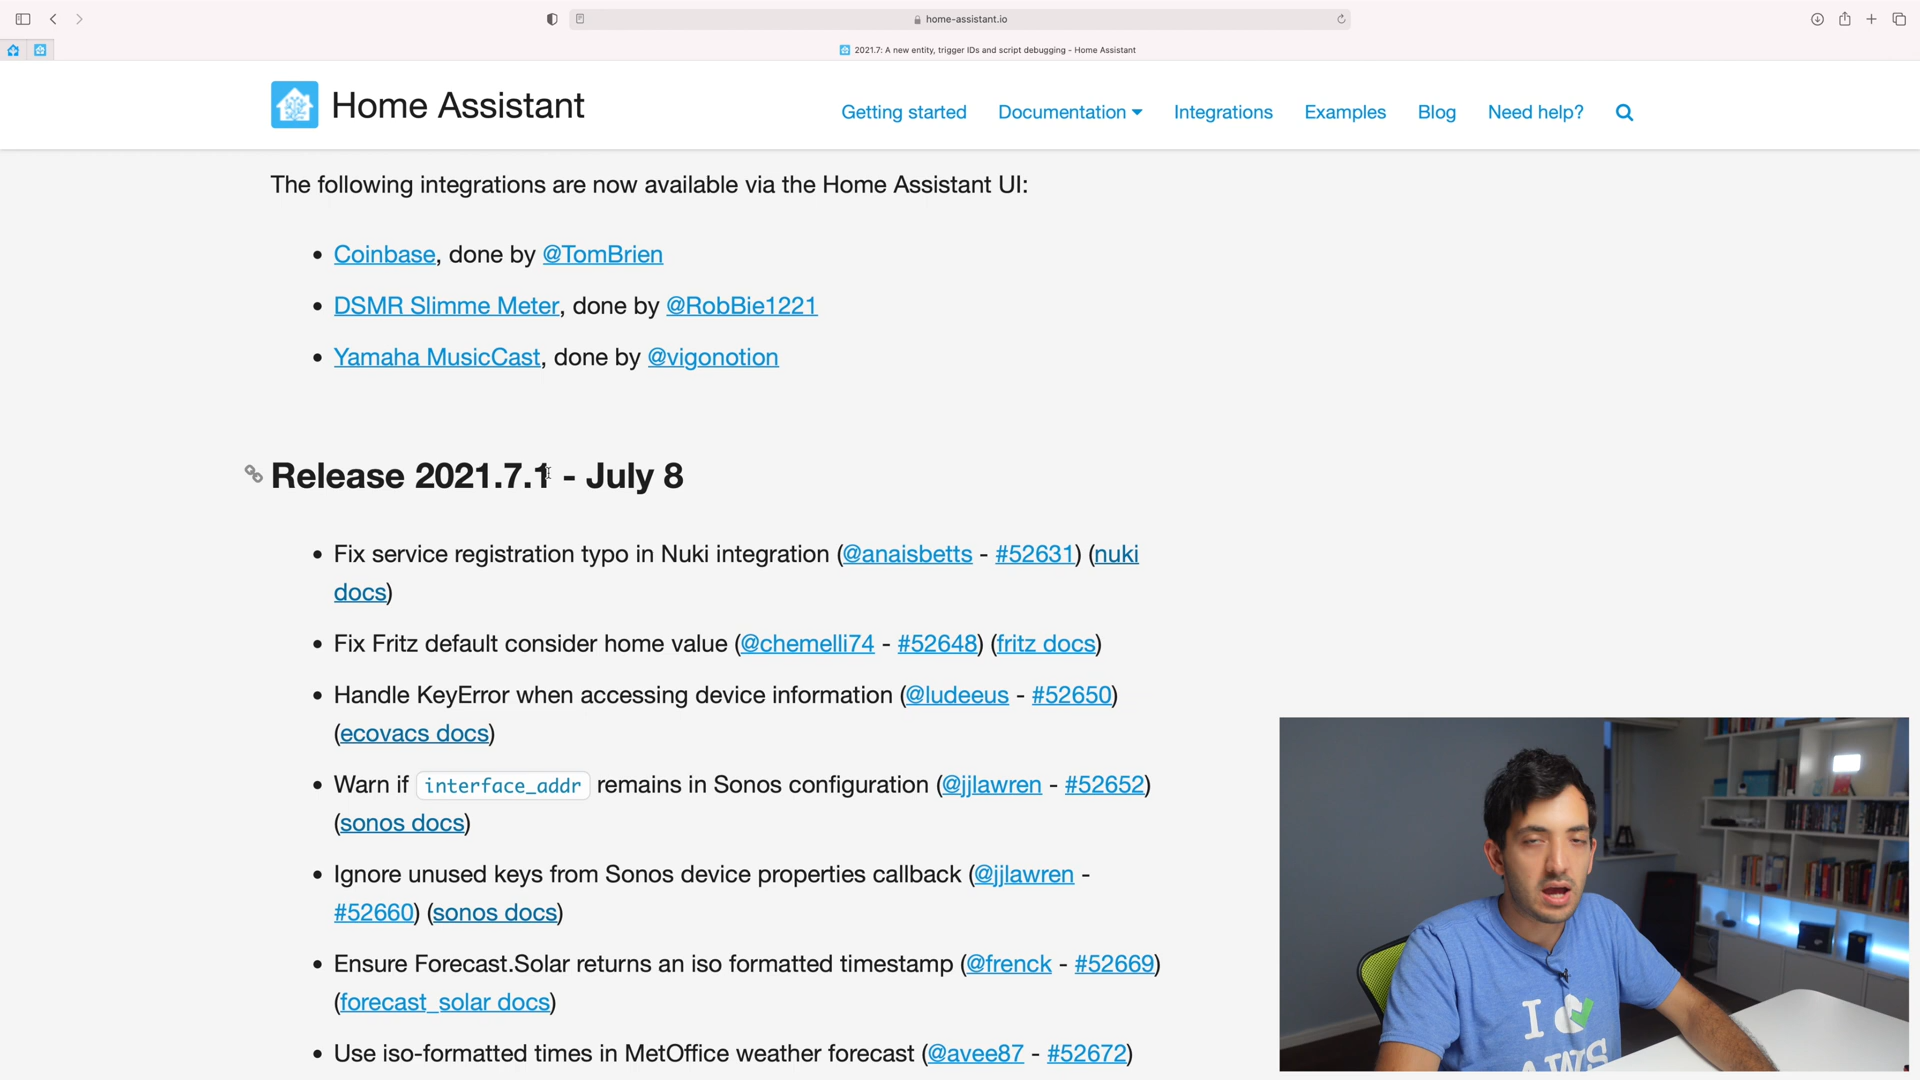 home-assistant.io
2021.7: A new entity, trigger IDs and script debugging - Home Assistant
Home Assistant
Getting started
Documentation
Integrations
Examples
Blog
Need help?
The following integrations are now available via the Home Assistant UI:
• Coinbase, done by @TomBrien
• DSMR Slimme Meter, done by @RobBie1221
• Yamaha MusicCast, done by @vigonotion
Release 2021.7.1 - July 8
• Fix service registration typo in Nuki integration (@anaisbetts - #52631) (nuki
docs)
• Fix Fritz default consider home value (@chemelli74 - #52648) (fritz docs)
• Handle KeyError when accessing device information (@ludeeus - #52650)
(ecovacs docs)
• Warn if interface_addr remains in Sonos configuration (@jjlawren - #52652)
(sonos docs)
• Ignore unused keys from Sonos device properties callback (@jjlawren -
#52660) (sonos docs)
• Ensure Forecast.Solar returns an iso formatted timestamp (@frenck - #52669)
(forecast_solar docs)
• Use iso-formatted times in MetOffice weather forecast (@avee87 - #52672)
I
AWS